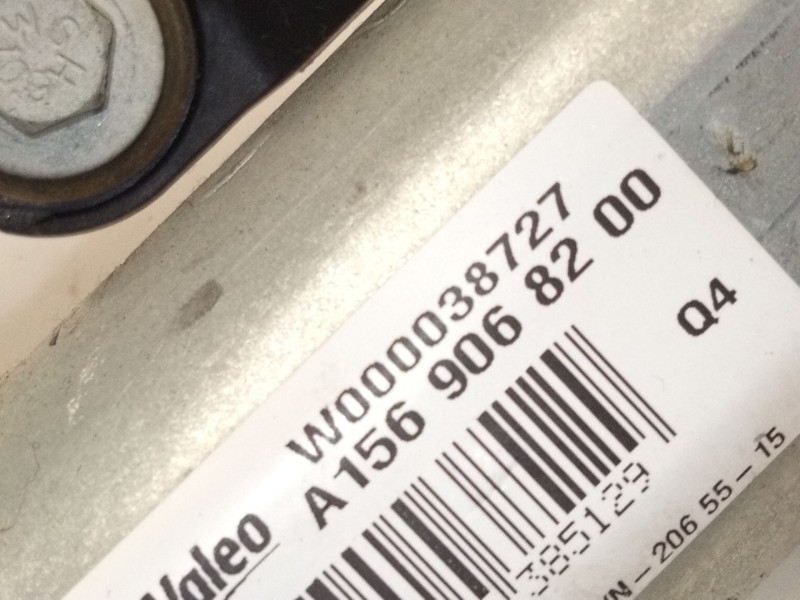 W000038727
A156 906 82 00
Q4
Valeo
385129
N – 206 55 – 15